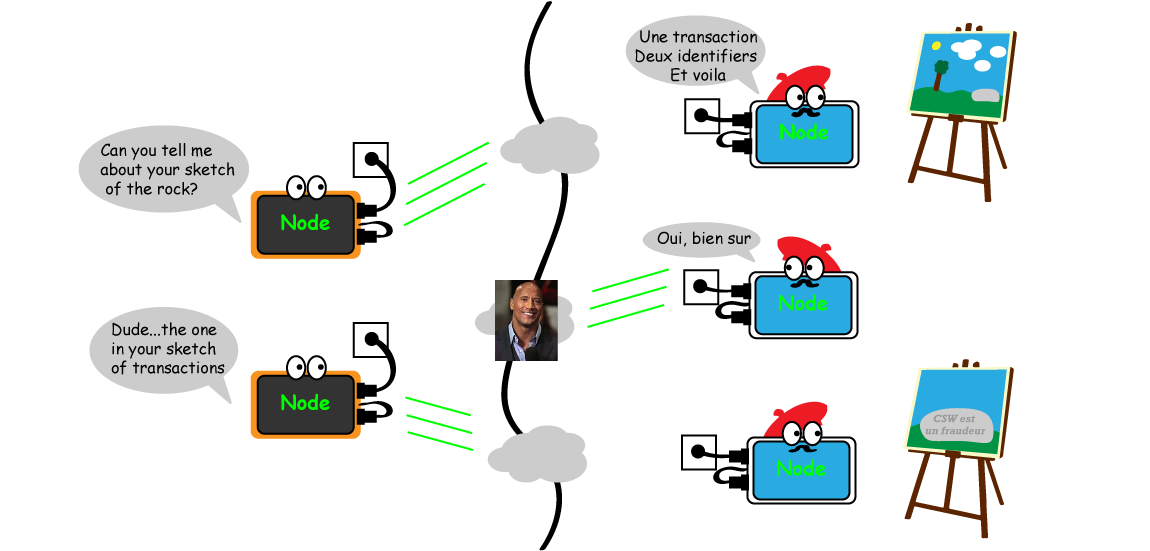 Une transaction
Deux identifiers
Et voila
Node
Can you tell me
about your sketch
of the rock?
Node
Oui, bien sur
Node
Dude...the one
in your sketch
of transactions
Node
CSW est
un fraudeur
Node